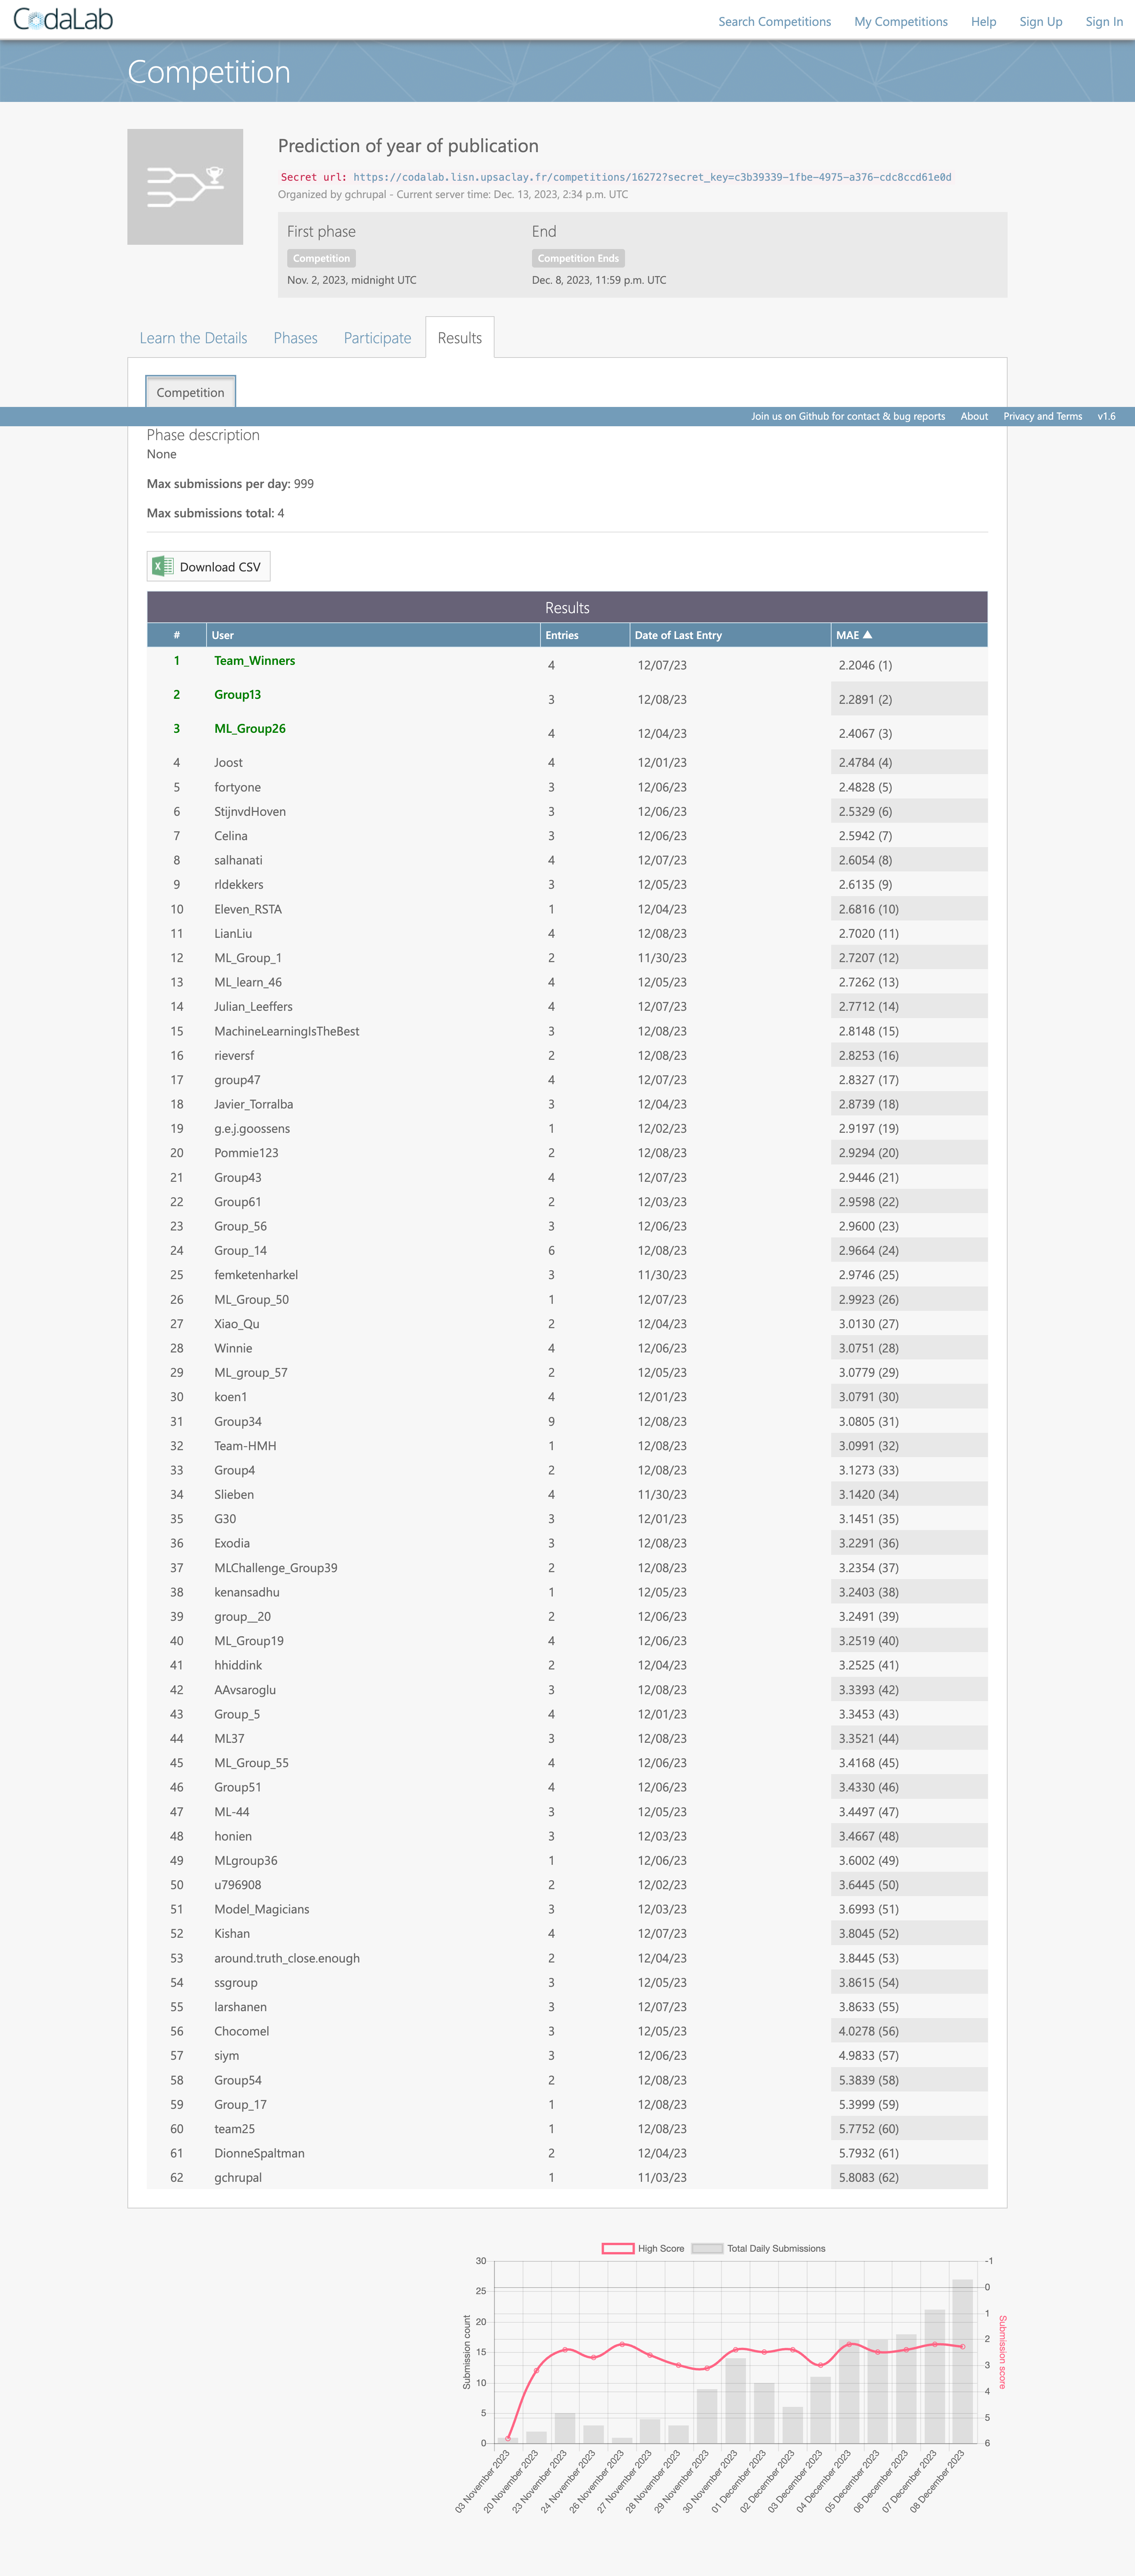 CodaLab
Search Competitions My Competitions Help Sign Up Sign In
Competition
Prediction of year of publication
Secret url: https://codalab.lisn.upsaclay.fr/competitions/16272?secret_key=c3b39339-1fbe-4975-a376-cdc8ccd61e0d
Organized by gchrupal - Current server time: Dec. 13, 2023, 2:34 p.m. UTC
First phase End
Competition Competition Ends
Nov. 2, 2023, midnight UTC Dec. 8, 2023, 11:59 p.m. UTC
Learn the Details Phases Participate Results
Competition
Join us on Github for contact & bug reports About Privacy and Terms v1.6
Phase description
None
Max submissions per day: 999
Max submissions total: 4
Download CSV
Results
# User Entries Date of Last Entry MAE ▲
1 Team_Winners 4 12/07/23 2.2046 (1)
2 Group13 3 12/08/23 2.2891 (2)
3 ML_Group26 4 12/04/23 2.4067 (3)
4 Joost 4 12/01/23 2.4784 (4)
5 fortyone 3 12/06/23 2.4828 (5)
6 StijnvdHoven 3 12/06/23 2.5329 (6)
7 Celina 3 12/06/23 2.5942 (7)
8 salhanati 4 12/07/23 2.6054 (8)
9 rldekkers 3 12/05/23 2.6135 (9)
10 Eleven_RSTA 1 12/04/23 2.6816 (10)
11 LianLiu 4 12/08/23 2.7020 (11)
12 ML_Group_1 2 11/30/23 2.7207 (12)
13 ML_learn_46 4 12/05/23 2.7262 (13)
14 Julian_Leeffers 4 12/07/23 2.7712 (14)
15 MachineLearningIsTheBest 3 12/08/23 2.8148 (15)
16 rieversf 2 12/08/23 2.8253 (16)
17 group47 4 12/07/23 2.8327 (17)
18 Javier_Torralba 3 12/04/23 2.8739 (18)
19 g.e.j.goossens 1 12/02/23 2.9197 (19)
20 Pommie123 2 12/08/23 2.9294 (20)
21 Group43 4 12/07/23 2.9446 (21)
22 Group61 2 12/03/23 2.9598 (22)
23 Group_56 3 12/06/23 2.9600 (23)
24 Group_14 6 12/08/23 2.9664 (24)
25 femketenharkel 3 11/30/23 2.9746 (25)
26 ML_Group_50 1 12/07/23 2.9923 (26)
27 Xiao_Qu 2 12/04/23 3.0130 (27)
28 Winnie 4 12/06/23 3.0751 (28)
29 ML_group_57 2 12/05/23 3.0779 (29)
30 koen1 4 12/01/23 3.0791 (30)
31 Group34 9 12/08/23 3.0805 (31)
32 Team-HMH 1 12/08/23 3.0991 (32)
33 Group4 2 12/08/23 3.1273 (33)
34 Slieben 4 11/30/23 3.1420 (34)
35 G30 3 12/01/23 3.1451 (35)
36 Exodia 3 12/08/23 3.2291 (36)
37 MLChallenge_Group39 2 12/08/23 3.2354 (37)
38 kenansadhu 1 12/05/23 3.2403 (38)
39 group__20 2 12/06/23 3.2491 (39)
40 ML_Group19 4 12/06/23 3.2519 (40)
41 hhiddink 2 12/04/23 3.2525 (41)
42 AAvsaroglu 3 12/08/23 3.3393 (42)
43 Group_5 4 12/01/23 3.3453 (43)
44 ML37 3 12/08/23 3.3521 (44)
45 ML_Group_55 4 12/06/23 3.4168 (45)
46 Group51 4 12/06/23 3.4330 (46)
47 ML-44 3 12/05/23 3.4497 (47)
48 honien 3 12/03/23 3.4667 (48)
49 MLgroup36 1 12/06/23 3.6002 (49)
50 u796908 2 12/02/23 3.6445 (50)
51 Model_Magicians 3 12/03/23 3.6993 (51)
52 Kishan 4 12/07/23 3.8045 (52)
53 around.truth_close.enough 2 12/04/23 3.8445 (53)
54 ssgroup 3 12/05/23 3.8615 (54)
55 larshanen 3 12/07/23 3.8633 (55)
56 Chocomel 3 12/05/23 4.0278 (56)
57 siym 3 12/06/23 4.9833 (57)
58 Group54 2 12/08/23 5.3839 (58)
59 Group_17 1 12/08/23 5.3999 (59)
60 team25 1 12/08/23 5.7752 (60)
61 DionneSpaltman 2 12/04/23 5.7932 (61)
62 gchrupal 1 11/03/23 5.8083 (62)
High Score Total Daily Submissions
30
25
20
15
10
5
0
Submission count
-1
0
1
2
3
4
5
6
Submission score
03 November 2023
20 November 2023
23 November 2023
24 November 2023
26 November 2023
27 November 2023
28 November 2023
29 November 2023
30 November 2023
01 December 2023
02 December 2023
03 December 2023
04 December 2023
05 December 2023
06 December 2023
07 December 2023
08 December 2023